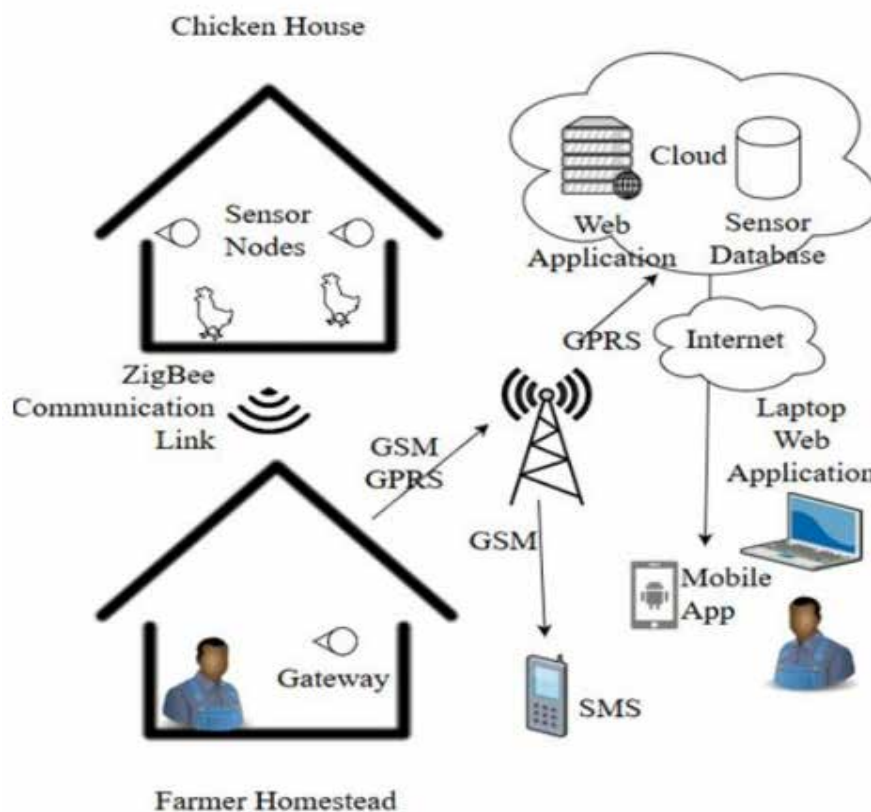 Chicken House
Sensor
Nodes
Cloud
Web
Application
Sensor
Database
GPRS
Internet
ZigBee
Communication
Link
GSM
GPRS
Laptop
Web
Application
GSM
Mobile
App
Gateway
SMS
Farmer Homestead